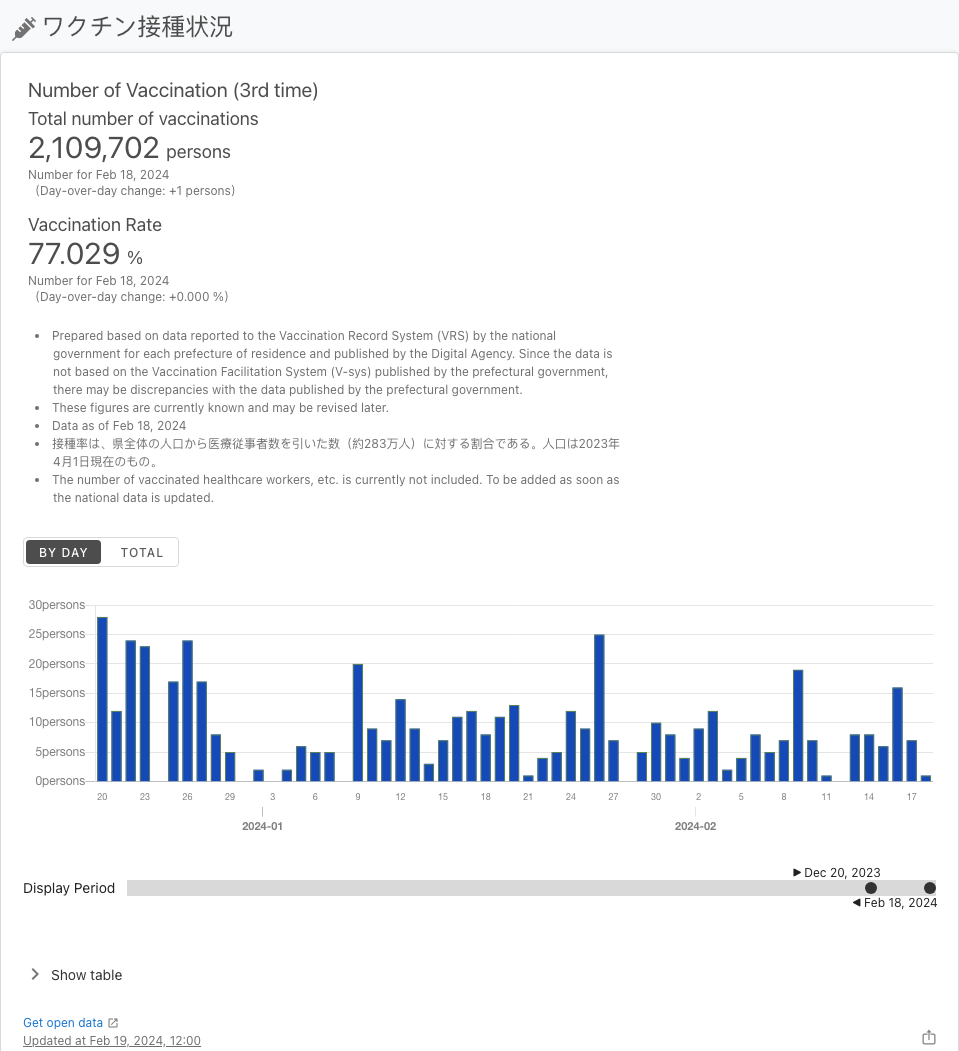 ワクチン接種状況
Number of Vaccination (3rd time)
Total number of vaccinations
2,109,702 persons
Number for Feb 18, 2024
（Day-over-day change: +1 persons）
Vaccination Rate
77.029 %
Number for Feb 18, 2024
（Day-over-day change: +0.000 %）
• Prepared based on data reported to the Vaccination Record System (VRS) by the national
government for each prefecture of residence and published by the Digital Agency. Since the data is
not based on the Vaccination Facilitation System (V-sys) published by the prefectural government,
there may be discrepancies with the data published by the prefectural government.
• These figures are currently known and may be revised later.
• Data as of Feb 18, 2024
• 接種率は、県全体の人口から医療従事者数を引いた数（約283万人）に対する割合である。人口は2023年
4月1日現在のもの。
• The number of vaccinated healthcare workers, etc. is currently not included. To be added as soon as
the national data is updated.
BY DAY TOTAL
30persons
25persons
20persons
15persons
10persons
5persons
0persons
20 23 26 29 3 6 9 12 15 18 21 24 27 30 2 5 8 11 14 17
2024-01 2024-02
▶ Dec 20, 2023
Display Period
◀ Feb 18, 2024
Show table
Get open data
Updated at Feb 19, 2024, 12:00